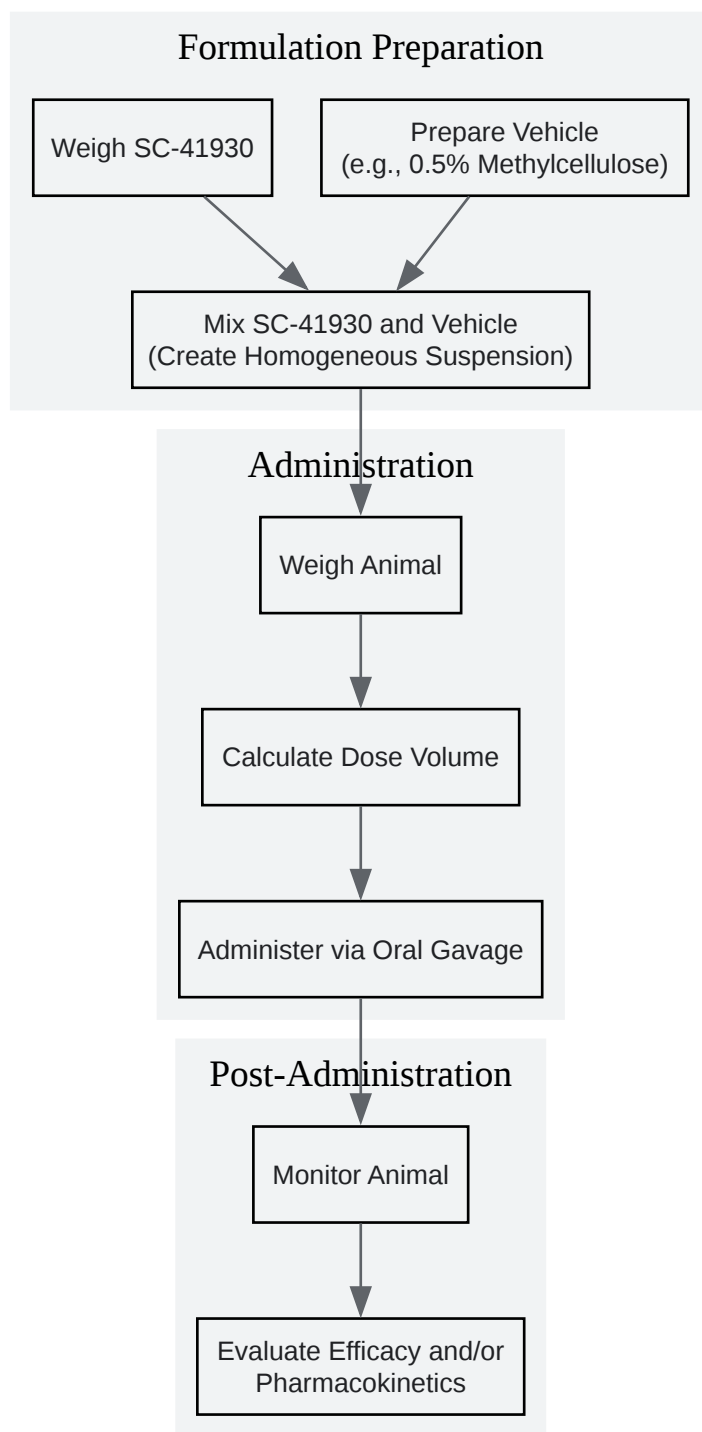 Formulation Preparation
Weigh SC-41930
Prepare Vehicle
(e.g., 0.5% Methylcellulose)
Mix SC-41930 and Vehicle
(Create Homogeneous Suspension)
Administration
Weigh Animal
Calculate Dose Volume
Administer via Oral Gavage
Post-Administration
Monitor Animal
Evaluate Efficacy and/or
Pharmacokinetics